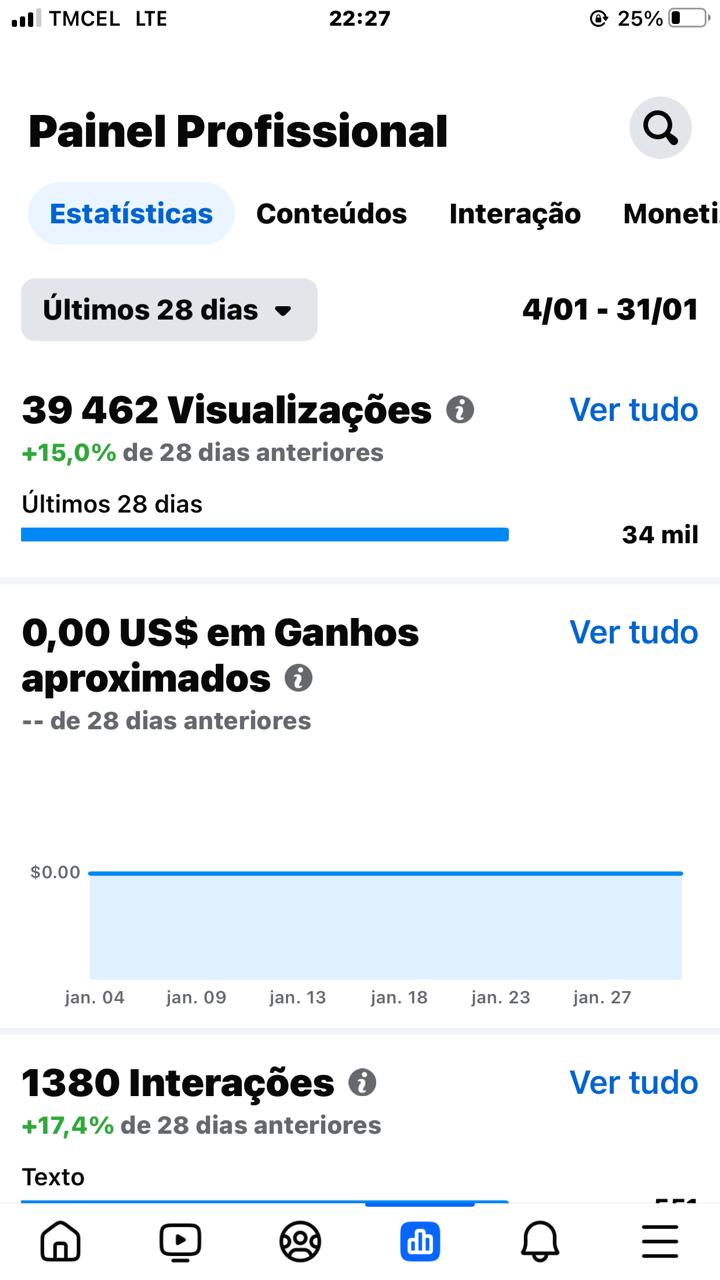 TMCEL LTE 22:27 25%
Painel Profissional
Estatísticas Conteúdos Interação Moneti
Últimos 28 dias 4/01 - 31/01
39 462 Visualizações Ver tudo
+15,0% de 28 dias anteriores
Últimos 28 dias
34 mil
0,00 US$ em Ganhos Ver tudo
aproximados
-- de 28 dias anteriores
$0.00
jan. 04 jan. 09 jan. 13 jan. 18 jan. 23 jan. 27
1380 Interações Ver tudo
+17,4% de 28 dias anteriores
Texto